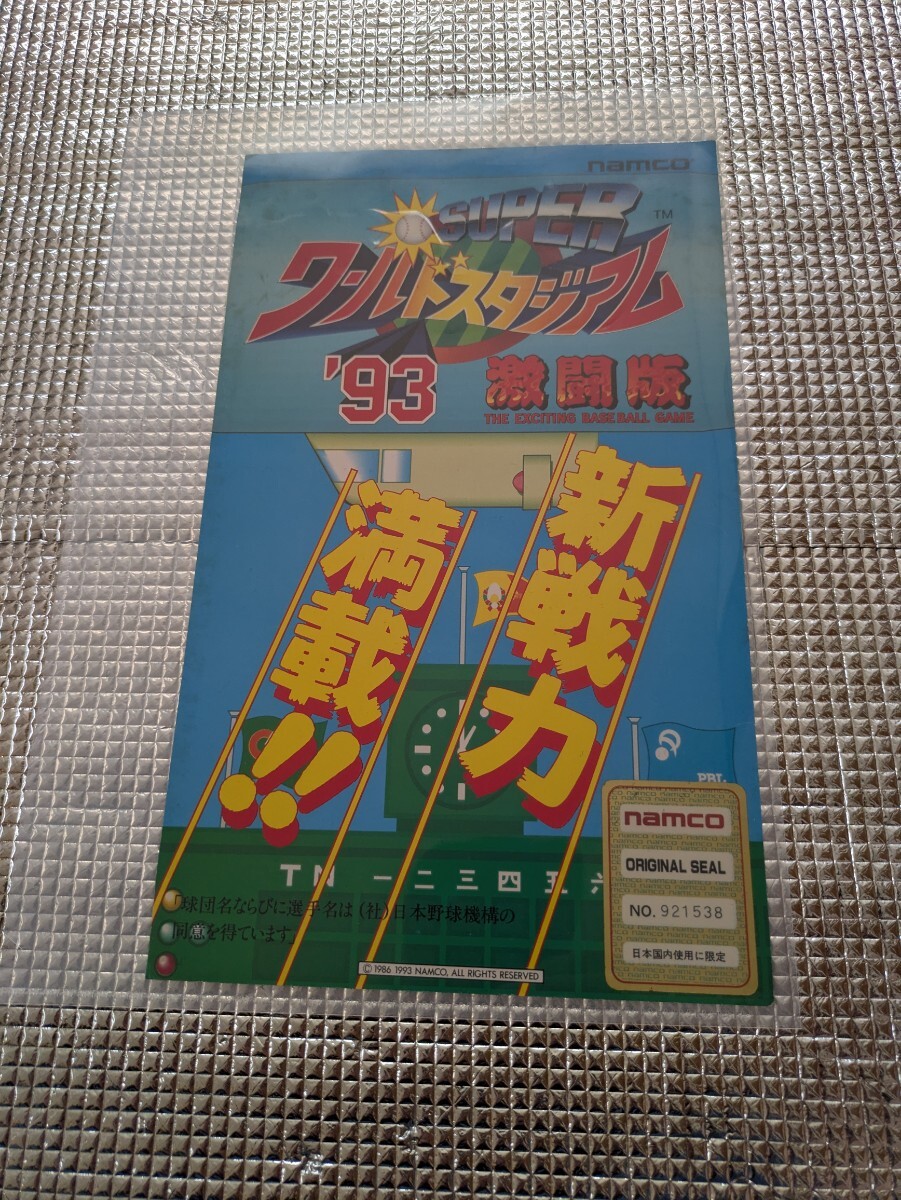 namco
SUPER
ワールドスタジアム
TM
'93 激闘版
THE EXCITING BASEBALL GAME
新戦力
満載!!
PBL
TN 一二三四五六
「球団名ならびに選手名は(社)日本野球機構の
同意を得ています」
© 1986 1993 NAMCO, ALL RIGHTS RESERVED
namco
ORIGINAL SEAL
NO. 921538
日本国内使用に限定